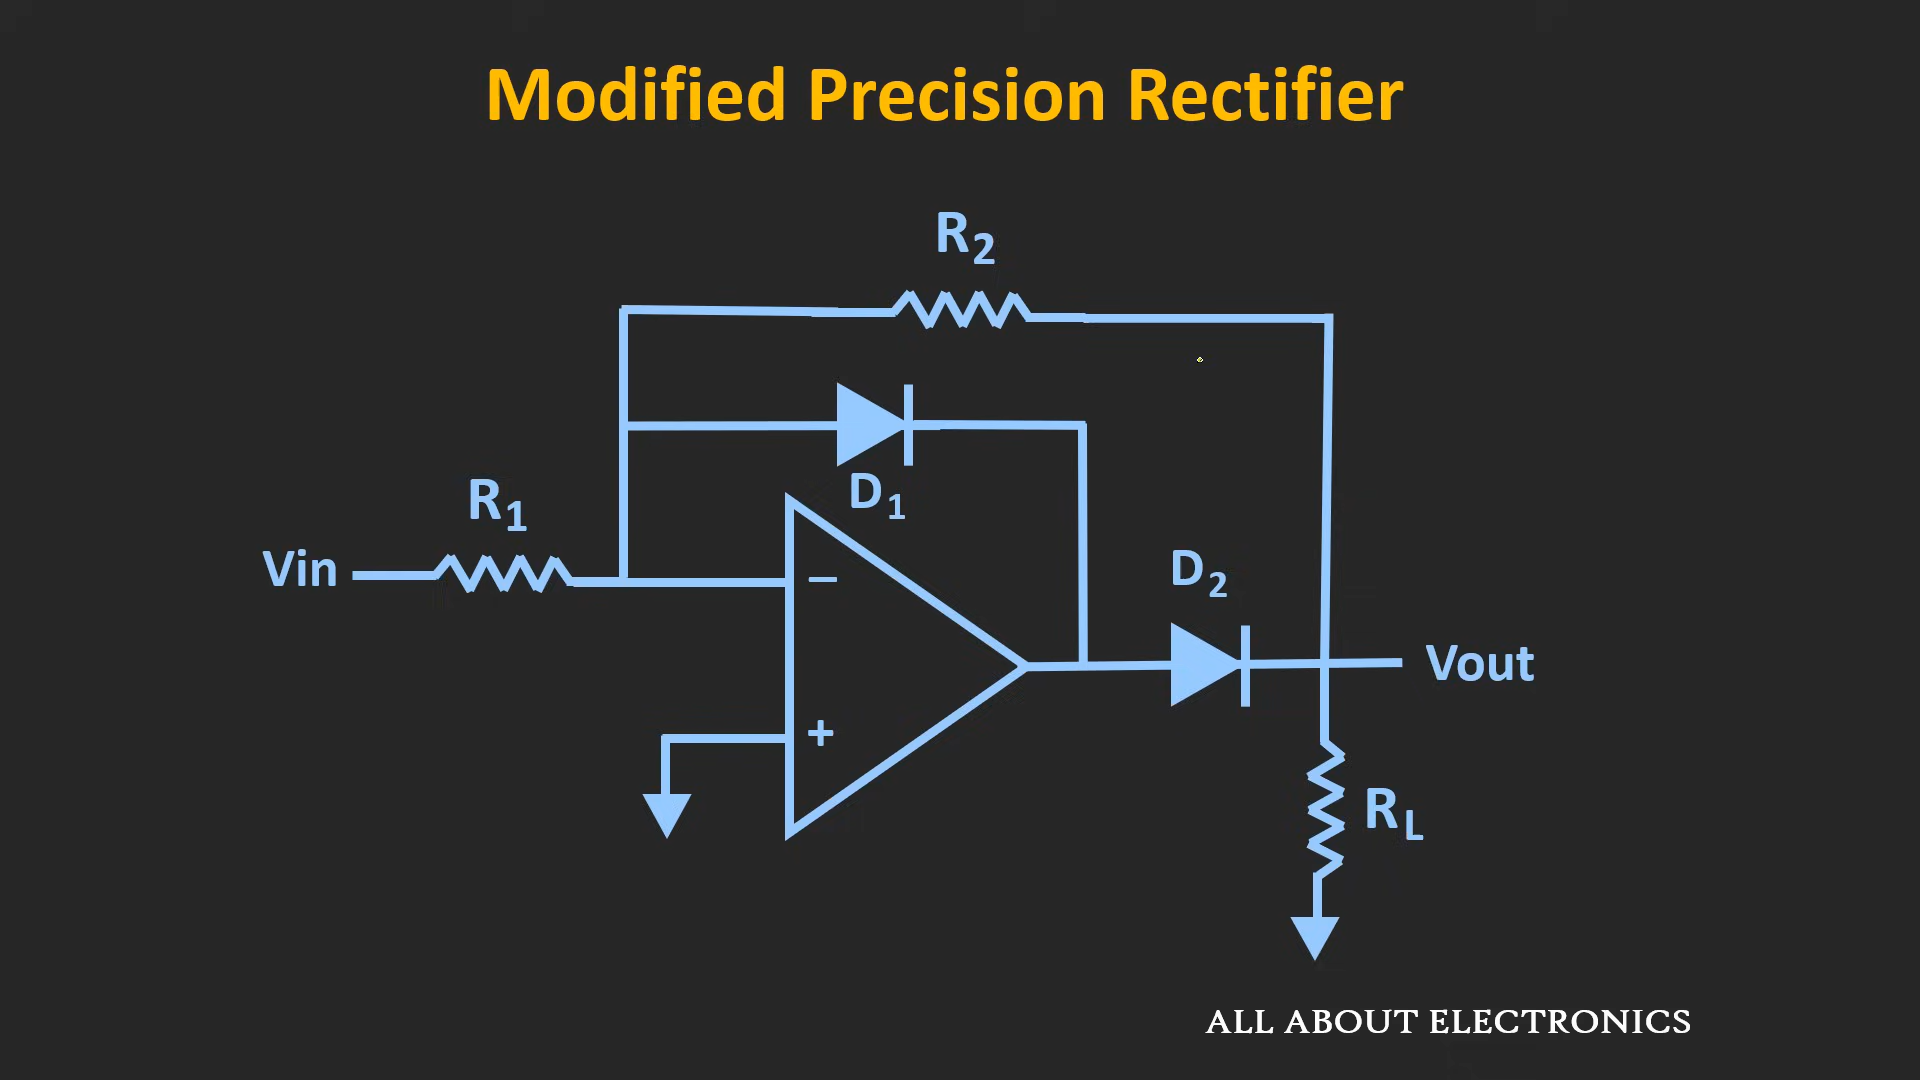 Modified Precision Rectifier
R2
D1
R1
Vin
–
D2
Vout
+
RL
ALL ABOUT ELECTRONICS